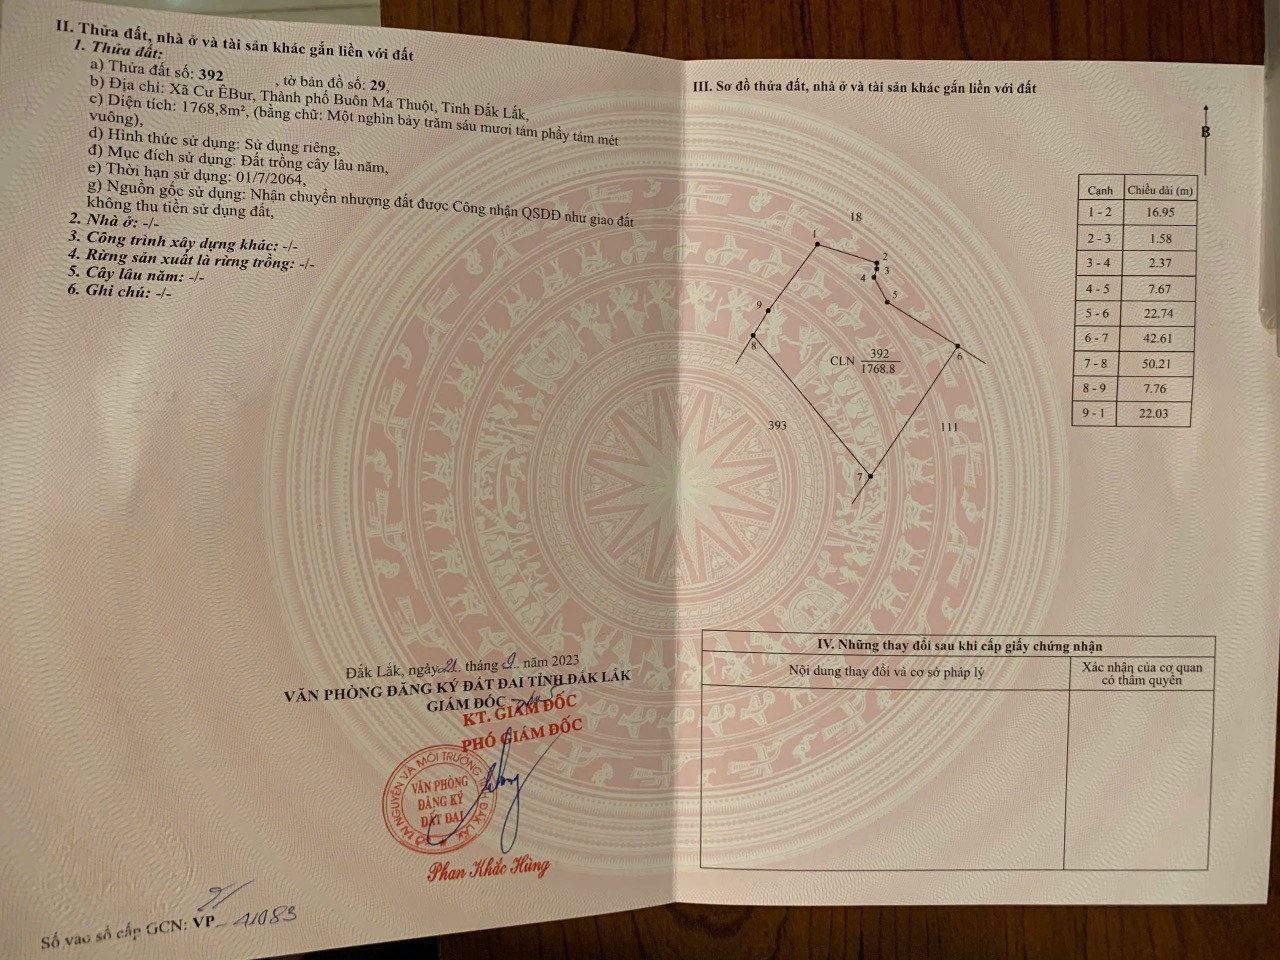 II. Thửa đất, nhà ở và tài sản khác gắn liền với đất
1. Thửa đất:
a) Thửa đất số: 392 , tờ bản đồ số: 29,
b) Địa chỉ: Xã Cư ÊBur, Thành phố Buôn Ma Thuột, Tỉnh Đắk Lắk,
c) Diện tích: 1768,8m², (bằng chữ: Một nghìn bảy trăm sáu mươi tám phẩy tám mét
vuông),
d) Hình thức sử dụng: Sử dụng riêng,
đ) Mục đích sử dụng: Đất trồng cây lâu năm,
e) Thời hạn sử dụng: 01/7/2064,
g) Nguồn gốc sử dụng: Nhận chuyển nhượng đất được Công nhận QSDĐ như giao đất
không thu tiền sử dụng đất,
2. Nhà ở: -/-
3. Công trình xây dựng khác: -/-
4. Rừng sản xuất là rừng trồng: -/-
5. Cây lâu năm: -/-
6. Ghi chú: -/-
Đắk Lắk, ngày 21 tháng 9 năm 2023
VĂN PHÒNG ĐĂNG KÝ ĐẤT ĐAI TỈNH ĐẮK LẮK
GIÁM ĐỐC
KT. GIÁM ĐỐC
PHÓ GIÁM ĐỐC
SỞ TÀI NGUYÊN VÀ MÔI TRƯỜNG TỈNH ĐẮK LẮK
VĂN PHÒNG
ĐĂNG KÝ
ĐẤT ĐAI
Phan Khắc Hùng
Số vào sổ cấp GCN: VP 41083
III. Sơ đồ thửa đất, nhà ở và tài sản khác gắn liền với đất
B
18
1
2
3
4
5
9
8
6
CLN 392
1768.8
393
111
7
Cạnh Chiều dài (m)
1 - 2 16.95
2 - 3 1.58
3 - 4 2.37
4 - 5 7.67
5 - 6 22.74
6 - 7 42.61
7 - 8 50.21
8 - 9 7.76
9 - 1 22.03
IV. Những thay đổi sau khi cấp giấy chứng nhận
Nội dung thay đổi và cơ sở pháp lý
Xác nhận của cơ quan
có thẩm quyền